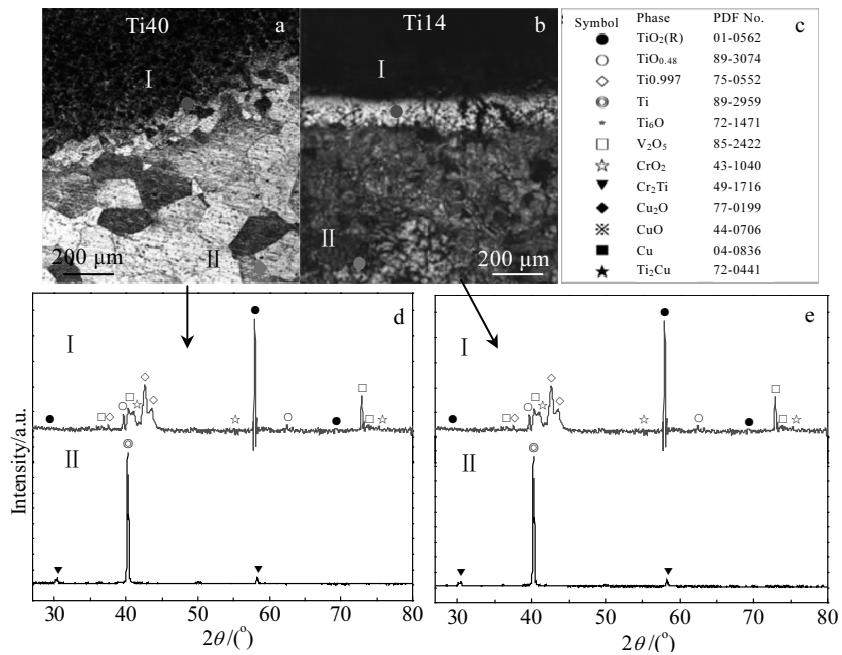 Ti40
a
Ti14
b
c
Ⅰ
Ⅰ
Ⅱ
Ⅱ
200 μm
200 μm
Symbol Phase PDF No.
TiO2(R) 01-0562
TiO0.48 89-3074
Ti0.997 75-0552
Ti 89-2959
Ti6O 72-1471
V2O5 85-2422
CrO2 43-1040
Cr2Ti 49-1716
Cu2O 77-0199
CuO 44-0706
Cu 04-0836
Ti2Cu 72-0441
d
e
Ⅰ
Ⅰ
Ⅱ
Ⅱ
Intensity/a.u.
30 40 50 60 70 80
30 40 50 60 70 80
2θ/(°)
2θ/(°)